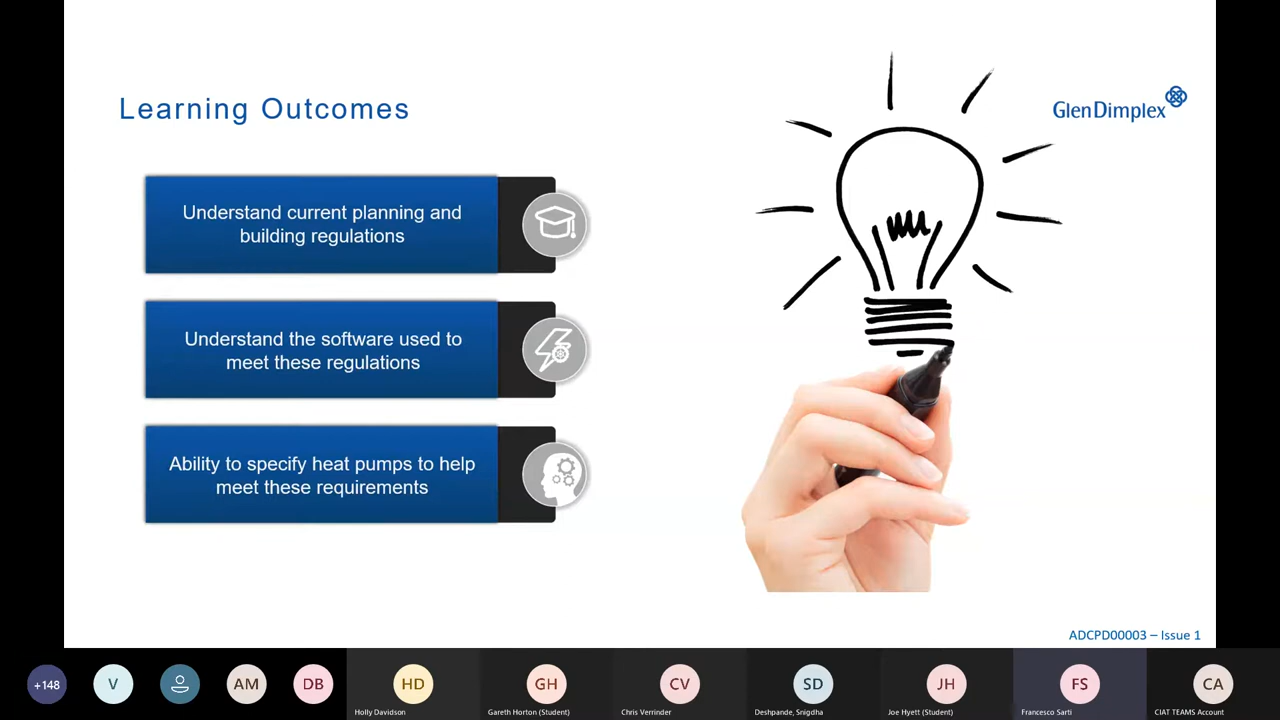 Learning Outcomes
GlenDimplex
Understand current planning and
building regulations
Understand the software used to
meet these regulations
Ability to specify heat pumps to help
meet these requirements
ADCPD00003 – Issue 1
+148
V
AM
DB
HD
GH
CV
SD
JH
FS
CA
Holly Davidson
Gareth Horton (Student)
Chris Verrinder
Deshpande, Snigdha
Joe Hyett (Student)
Francesco Sarti
CIAT TEAMS Account